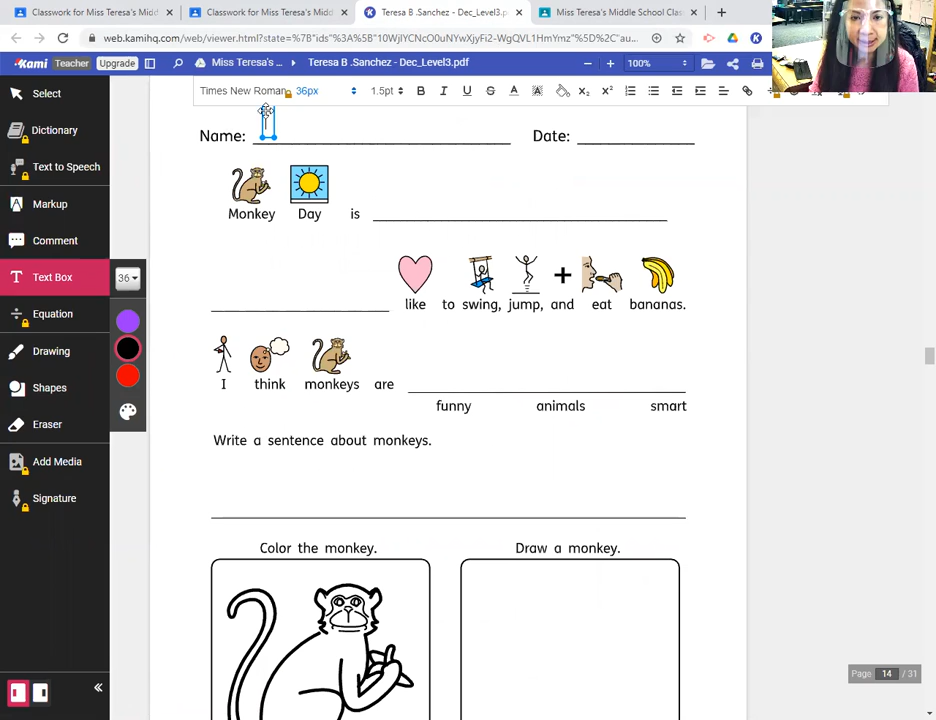 Classwork for Miss Teresa's Midd
Classwork for Miss Teresa's Midd
Teresa B .Sanchez - Dec_Level3.p
Miss Teresa's Middle School Clas
web.kamihq.com/web/viewer.html?state=%7B"ids"%3A%5B"10WjlYCNcO0uNYwXjyFi2-WgQVL1HmYmz"%5D%2C"au...
Kami Teacher Upgrade Miss Teresa's ... Teresa B .Sanchez - Dec_Level3.pdf 100%
Times New Roman 36px 1.5pt B I U S A A X₂ X²
Select
Dictionary
Text to Speech
Markup
Comment
Text Box
36
Equation
Drawing
Shapes
Eraser
Add Media
Signature
Name: Date:
Monkey Day is
like to swing, jump, and eat bananas.
I think monkeys are
funny animals smart
Write a sentence about monkeys.
Color the monkey. Draw a monkey.
Page 14 / 31